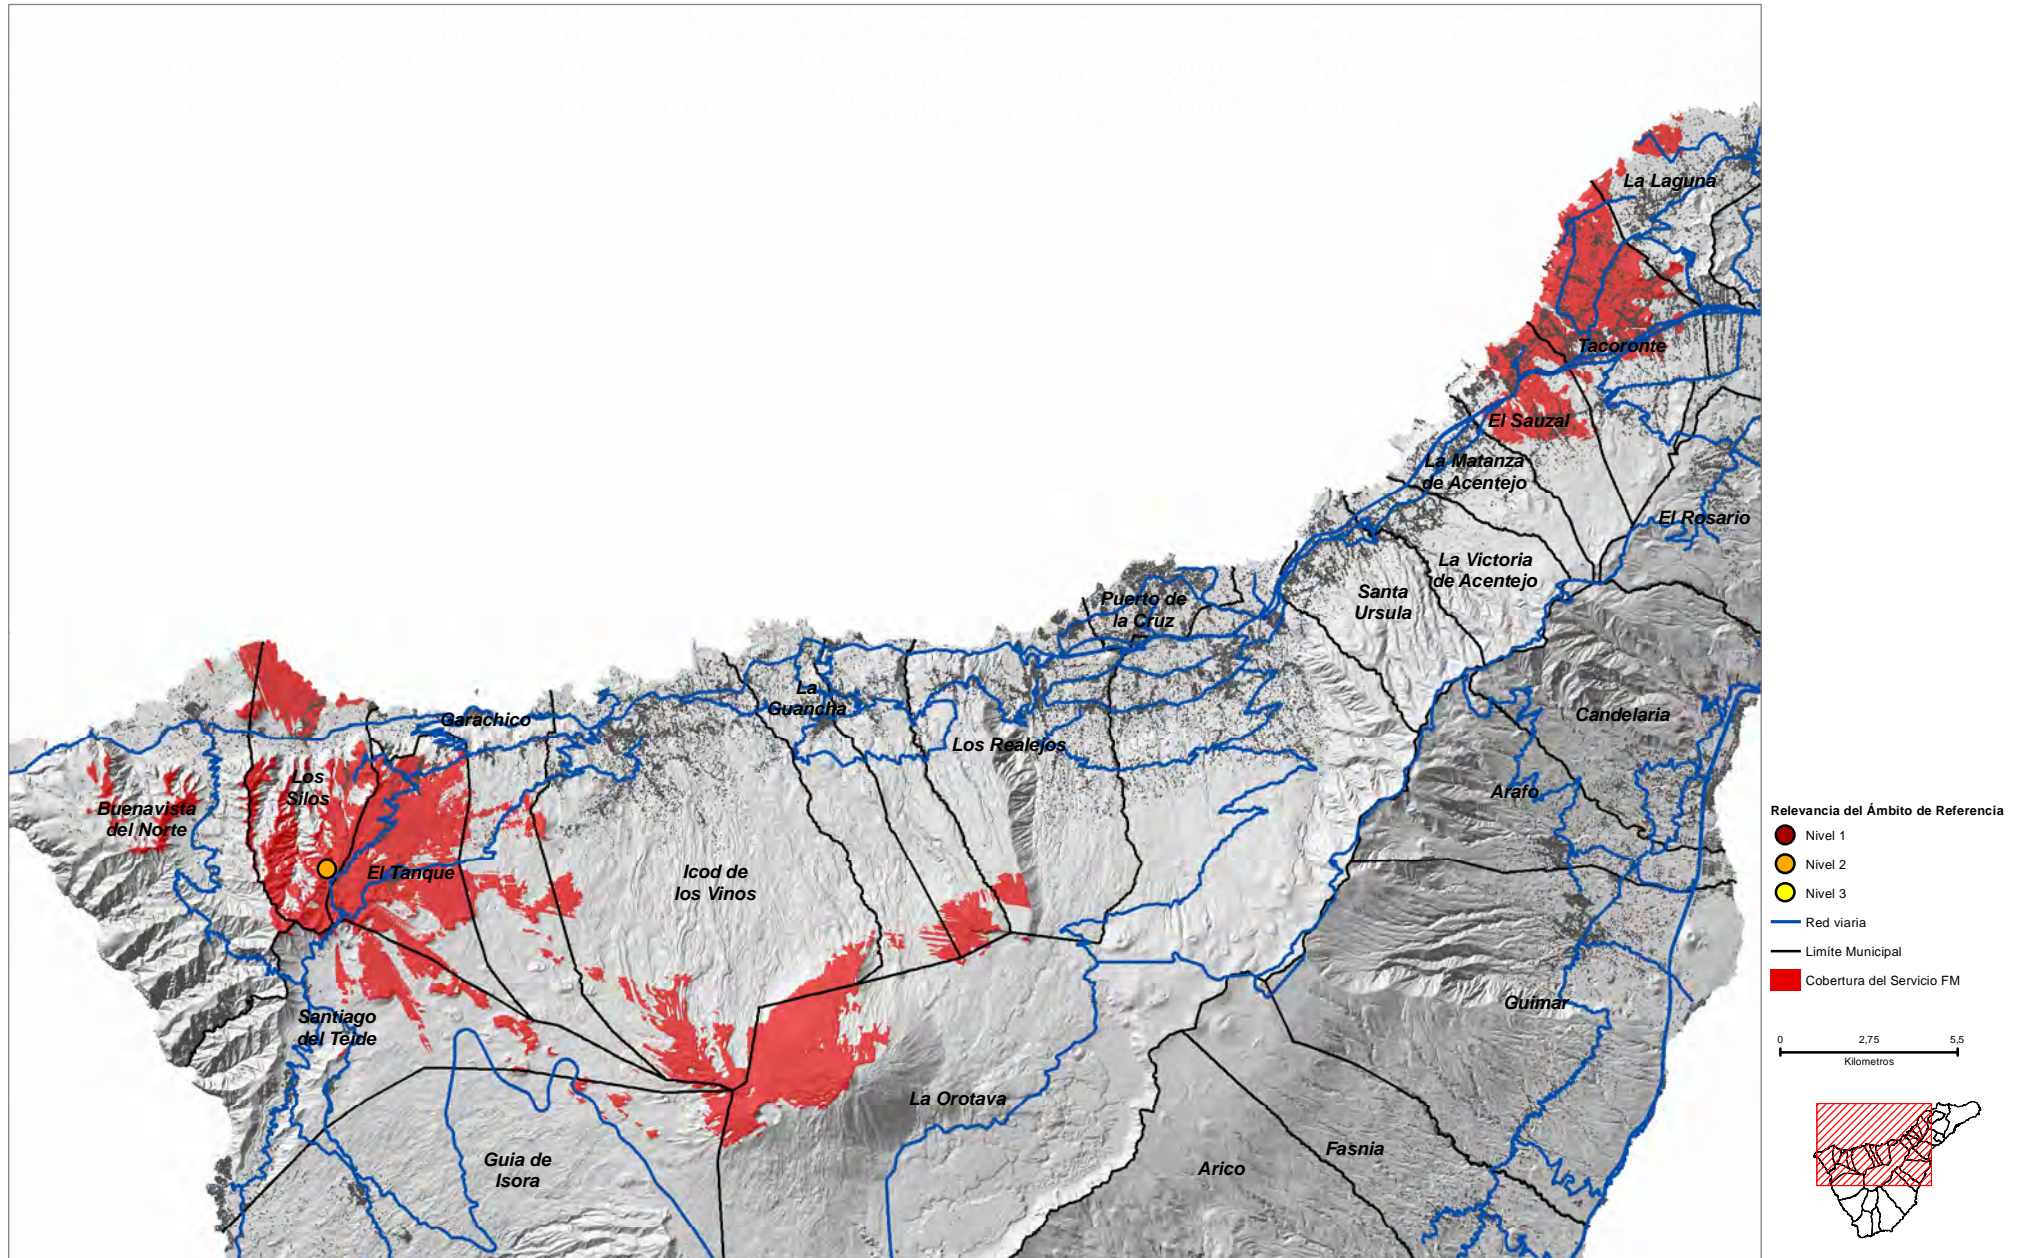 La Laguna
Tacoronte
El Sauzal
La Matanza
de Acentejo
El Rosario
La Victoria
de Acentejo
Santa
Ursula
Puerto de
la Cruz
La
Guancha
Garachico
Los Realejos
Candelaria
Los
Silos
Buenavista
del Norte
Arafo
El Tanque
Icod de
los Vinos
Guimar
Santiago
del Teide
La Orotava
Guia de
Isora
Fasnia
Arico
Relevancia del Ámbito de Referencia
Nivel 1
Nivel 2
Nivel 3
Red viaria
Limíte Municipal
Cobertura del Servicio FM
0 2,75 5,5
Kilometros